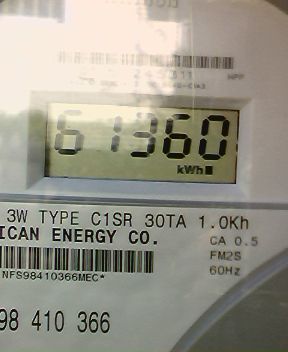 61360
kWh
3W TYPE C1SR 30TA 1.0Kh
ICAN ENERGY CO.
CA 0.5
FM2S
60Hz
NFS98410366MEC*
98 410 366